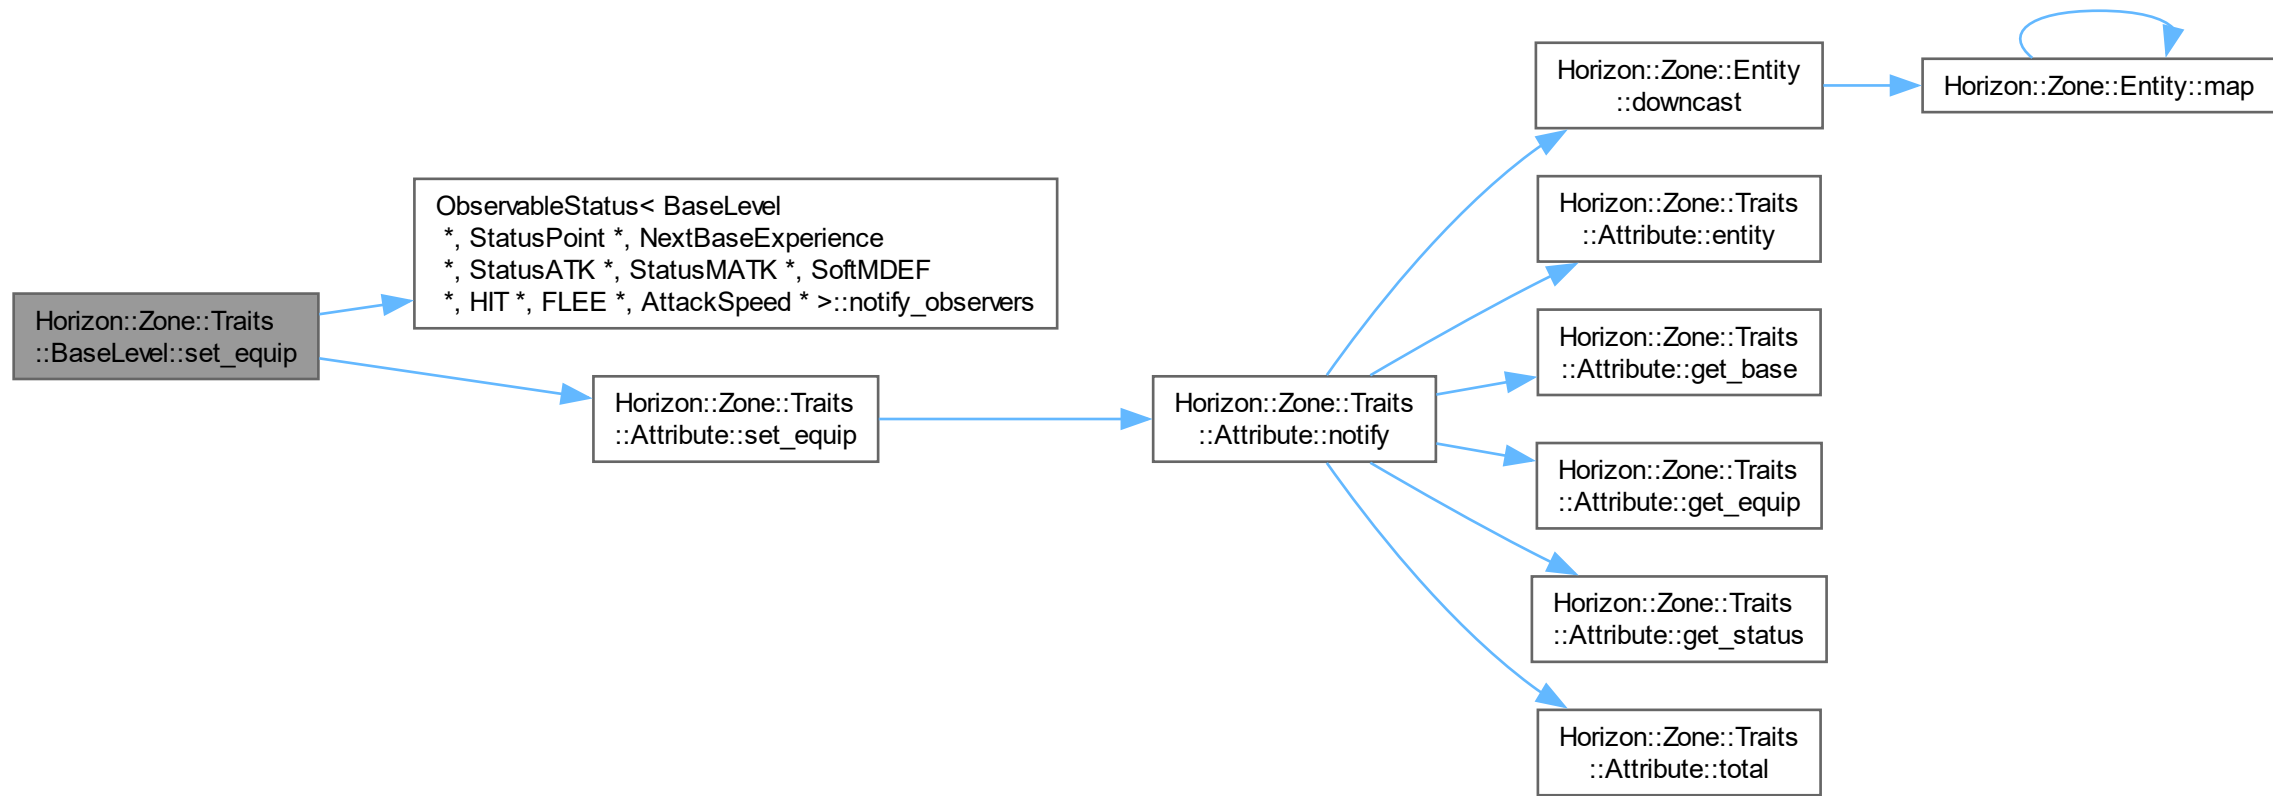 Horizon::Zone::Traits
::BaseLevel::set_equip
ObservableStatus< BaseLevel
*, StatusPoint *, NextBaseExperience
*, StatusATK *, StatusMATK *, SoftMDEF
*, HIT *, FLEE *, AttackSpeed * >::notify_observers
Horizon::Zone::Traits
::Attribute::set_equip
Horizon::Zone::Traits
::Attribute::notify
Horizon::Zone::Entity
::downcast
Horizon::Zone::Entity::map
Horizon::Zone::Traits
::Attribute::entity
Horizon::Zone::Traits
::Attribute::get_base
Horizon::Zone::Traits
::Attribute::get_equip
Horizon::Zone::Traits
::Attribute::get_status
Horizon::Zone::Traits
::Attribute::total